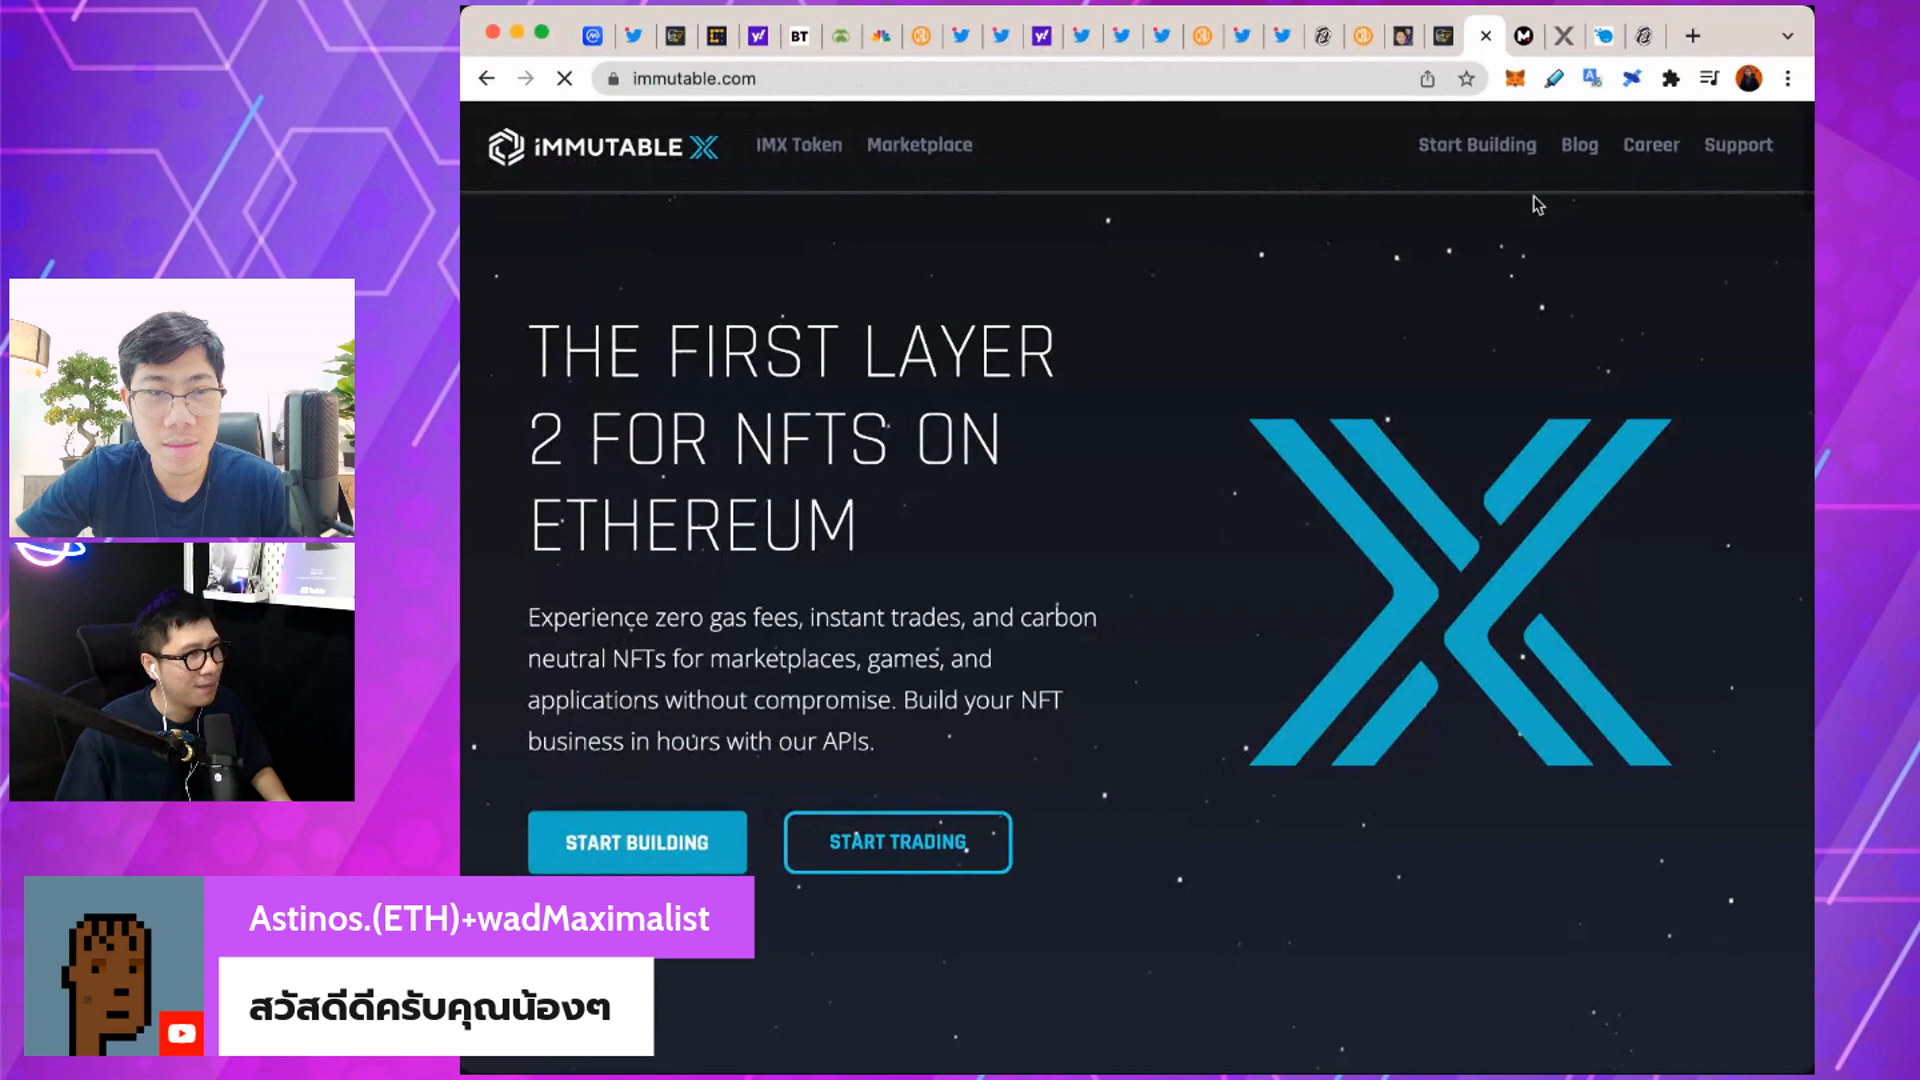 BT
immutable.com
iMMUTABLE X
IMX Token
Marketplace
Start Building
Blog
Career
Support
THE FIRST LAYER
2 FOR NFTS ON
ETHEREUM
Experience zero gas fees, instant trades, and carbon
neutral NFTs for marketplaces, games, and
applications without compromise. Build your NFT
business in hours with our APIs.
START BUILDING
START TRADING
Astinos.(ETH)+wadMaximalist
สวัสดีดีครับคุณน้องๆ